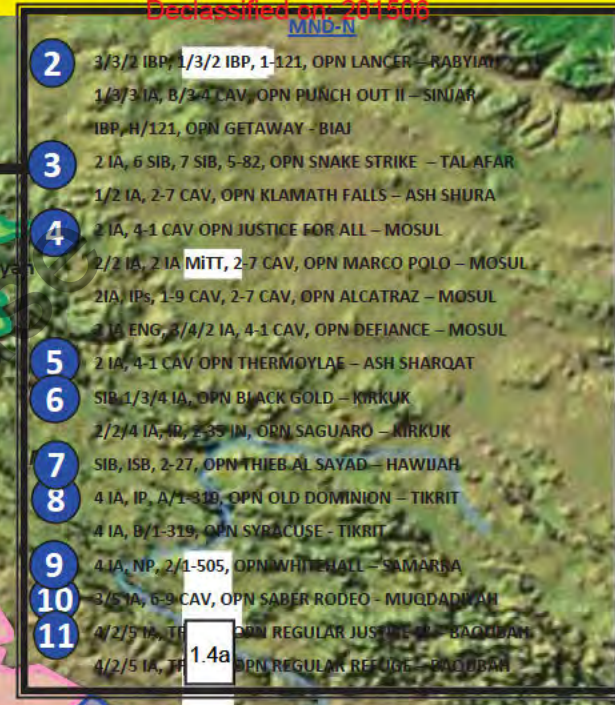 Declassified on: 201506
MND-N
2 3/3/2 IBP, 1/3/2 IBP, 1-121, OPN LANCER – RABYIAH
1/3/3 IA, B/3-4 CAV, OPN PUNCH OUT II – SINJAR
IBP, H/121, OPN GETAWAY - BIAJ
3 2 IA, 6 SIB, 7 SIB, 5-82, OPN SNAKE STRIKE – TAL AFAR
1/2 IA, 2-7 CAV, OPN KLAMATH FALLS – ASH SHURA
4 2 IA, 4-1 CAV OPN JUSTICE FOR ALL – MOSUL
2/2 IA, 2 IA MiTT, 2-7 CAV, OPN MARCO POLO – MOSUL
2IA, IPs, 1-9 CAV, 2-7 CAV, OPN ALCATRAZ – MOSUL
2 IA ENG, 3/4/2 IA, 4-1 CAV, OPN DEFIANCE – MOSUL
5 2 IA, 4-1 CAV OPN THERMOYLAE – ASH SHARQAT
6 SIB 1/3/4 IA, OPN BLACK GOLD – KIRKUK
2/2/4 IA, IP, 2-35 IN, OPN SAGUARO – KIRKUK
7 SIB, ISB, 2-27, OPN THIEB AL SAYAD – HAWIJAH
8 4 IA, IP, A/1-319, OPN OLD DOMINION – TIKRIT
4 IA, B/1-319, OPN SYRACUSE - TIKRIT
9 4 IA, NP, 2/1-505, OPN WHITEHALL – SAMARRA
10 3/5 IA, 6-9 CAV, OPN SABER RODEO - MUQDADIYAH
11 4/2/5 IA, OPN REGULAR – BAQUBAH
4/2/5 IA, 1.4a OPN REGULAR REFUGE – BAQUBAH